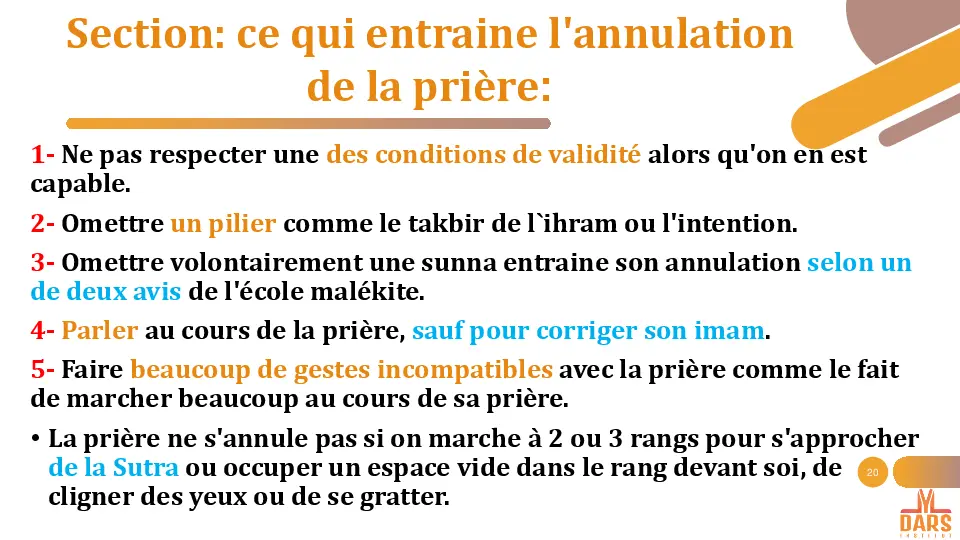 Section: ce qui entraine l'annulation
de la prière:
1- Ne pas respecter une des conditions de validité alors qu'on en est
capable.
2- Omettre un pilier comme le takbir de l`ihram ou l'intention.
3- Omettre volontairement une sunna entraine son annulation selon un
de deux avis de l'école malékite.
4- Parler au cours de la prière, sauf pour corriger son imam.
5- Faire beaucoup de gestes incompatibles avec la prière comme le fait
de marcher beaucoup au cours de sa prière.
• La prière ne s'annule pas si on marche à 2 ou 3 rangs pour s'approcher
de la Sutra ou occuper un espace vide dans le rang devant soi, de
cligner des yeux ou de se gratter.
20
DARS
INSTITUT